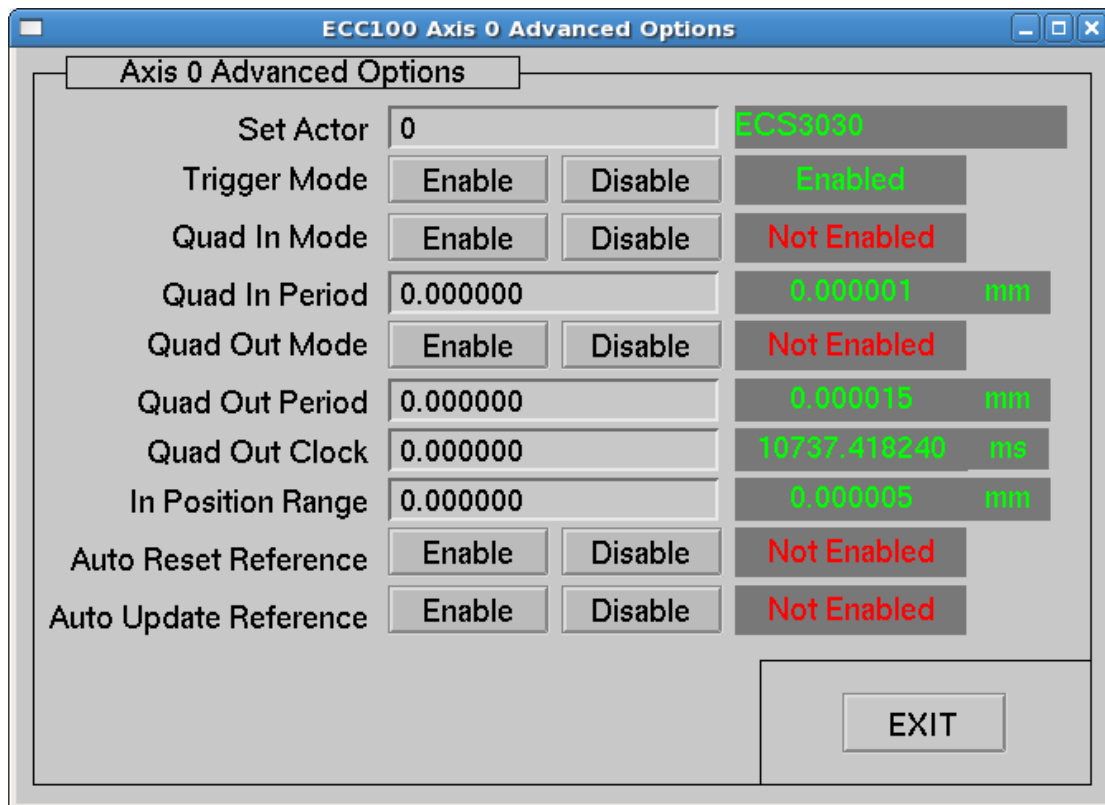 ECC100 Axis 0 Advanced Options
Axis 0 Advanced Options
Set Actor 0 ECS3030
Trigger Mode Enable Disable Enabled
Quad In Mode Enable Disable Not Enabled
Quad In Period 0.000000 0.000001 mm
Quad Out Mode Enable Disable Not Enabled
Quad Out Period 0.000000 0.000015 mm
Quad Out Clock 0.000000 10737.418240 ms
In Position Range 0.000000 0.000005 mm
Auto Reset Reference Enable Disable Not Enabled
Auto Update Reference Enable Disable Not Enabled
EXIT